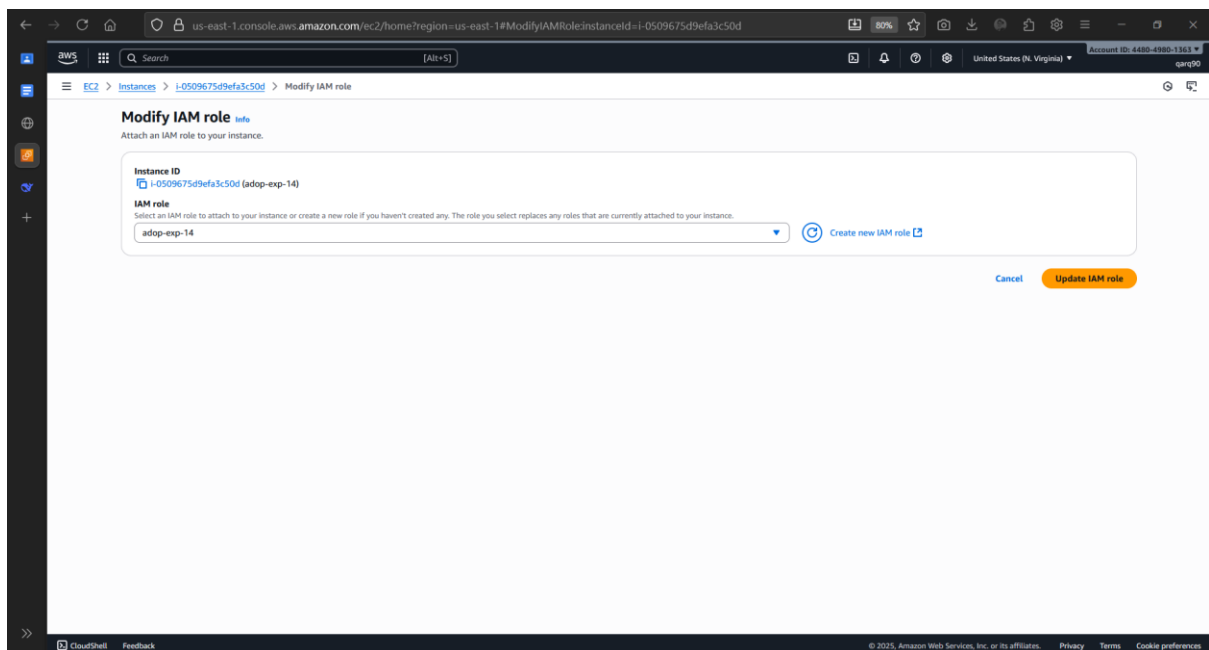 us-east-1.console.aws.amazon.com/ec2/home?region=us-east-1#ModifyIAMRole:instanceId=i-0509675d9efa3c50d
80%
aws
Search
[Alt+S]
United States (N. Virginia)
Account ID: 4480-4980-1363
qarq90
EC2 > Instances > i-0509675d9efa3c50d > Modify IAM role
Modify IAM role Info
Attach an IAM role to your instance.
Instance ID
i-0509675d9efa3c50d (adop-exp-14)
IAM role
Select an IAM role to attach to your instance or create a new role if you haven't created any. The role you select replaces any roles that are currently attached to your instance.
adop-exp-14
Create new IAM role
Cancel
Update IAM role
CloudShell Feedback
© 2025, Amazon Web Services, Inc. or its affiliates. Privacy Terms Cookie preferences